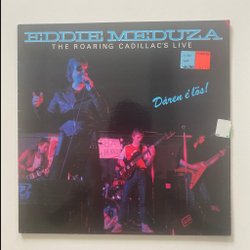 EDDIE MEDUZA
THE ROARING CADILLAC'S LIVE
Dåren é lös!